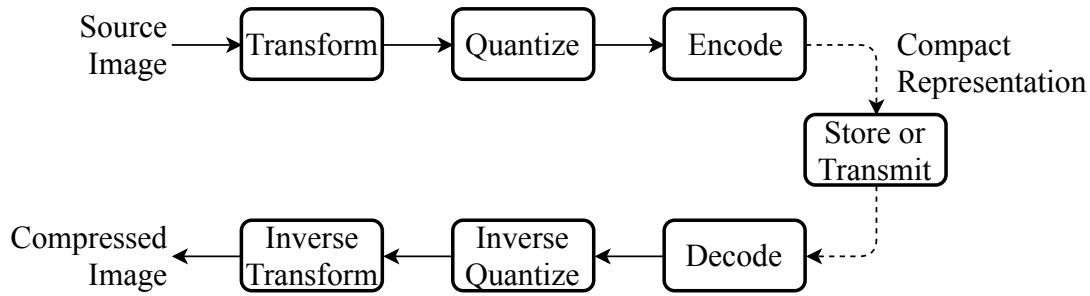 Source
Image
Transform
Quantize
Encode
Compact
Representation
Store or
Transmit
Compressed
Image
Inverse
Transform
Inverse
Quantize
Decode